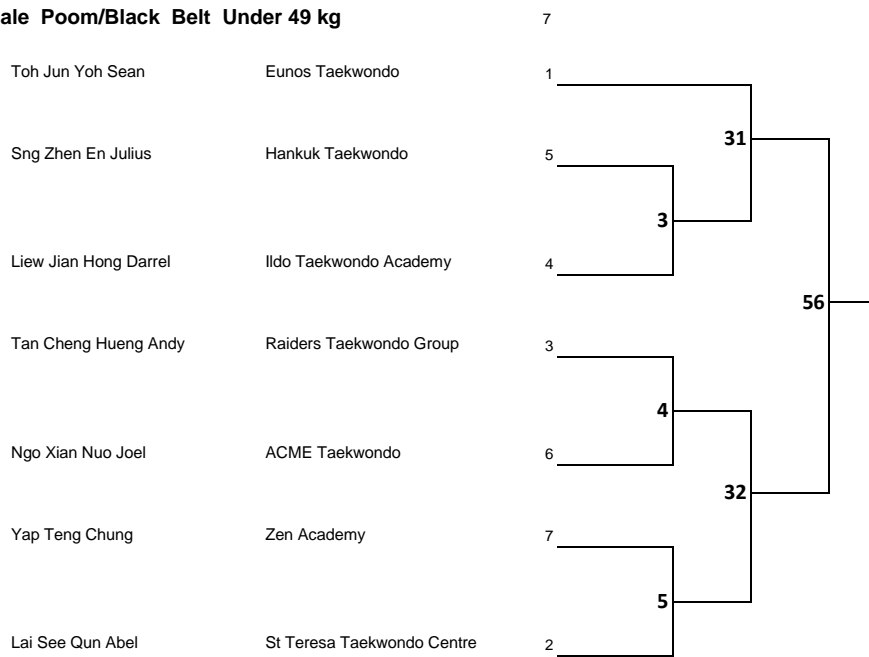 ale Poom/Black Belt Under 49 kg 7
Toh Jun Yoh Sean Eunos Taekwondo 1
31
Sng Zhen En Julius Hankuk Taekwondo 5
3
Liew Jian Hong Darrel Ildo Taekwondo Academy 4
56
Tan Cheng Hueng Andy Raiders Taekwondo Group 3
4
Ngo Xian Nuo Joel ACME Taekwondo 6
32
Yap Teng Chung Zen Academy 7
5
Lai See Qun Abel St Teresa Taekwondo Centre 2